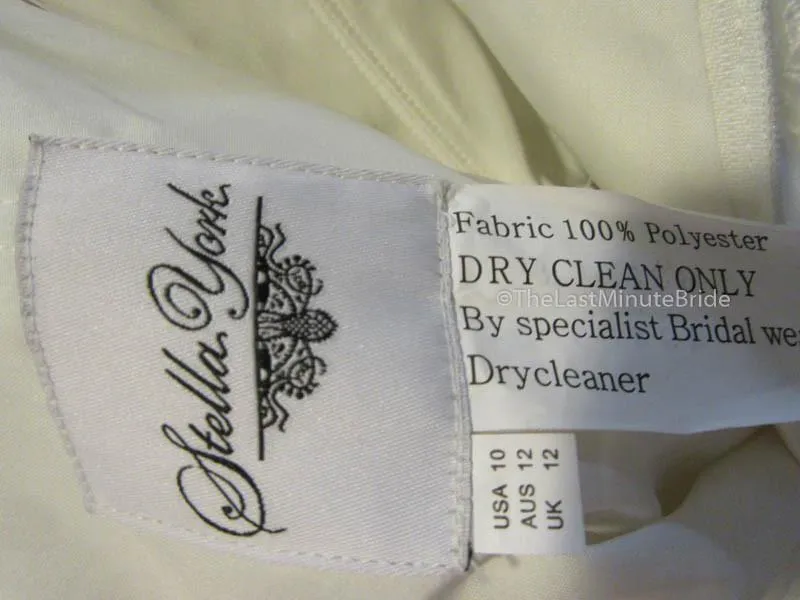 Stella York
Fabric 100% Polyester
DRY CLEAN ONLY
©TheLastMinuteBride
By specialist Bridal wea
Drycleaner
USA 10
AUS 12
UK 12